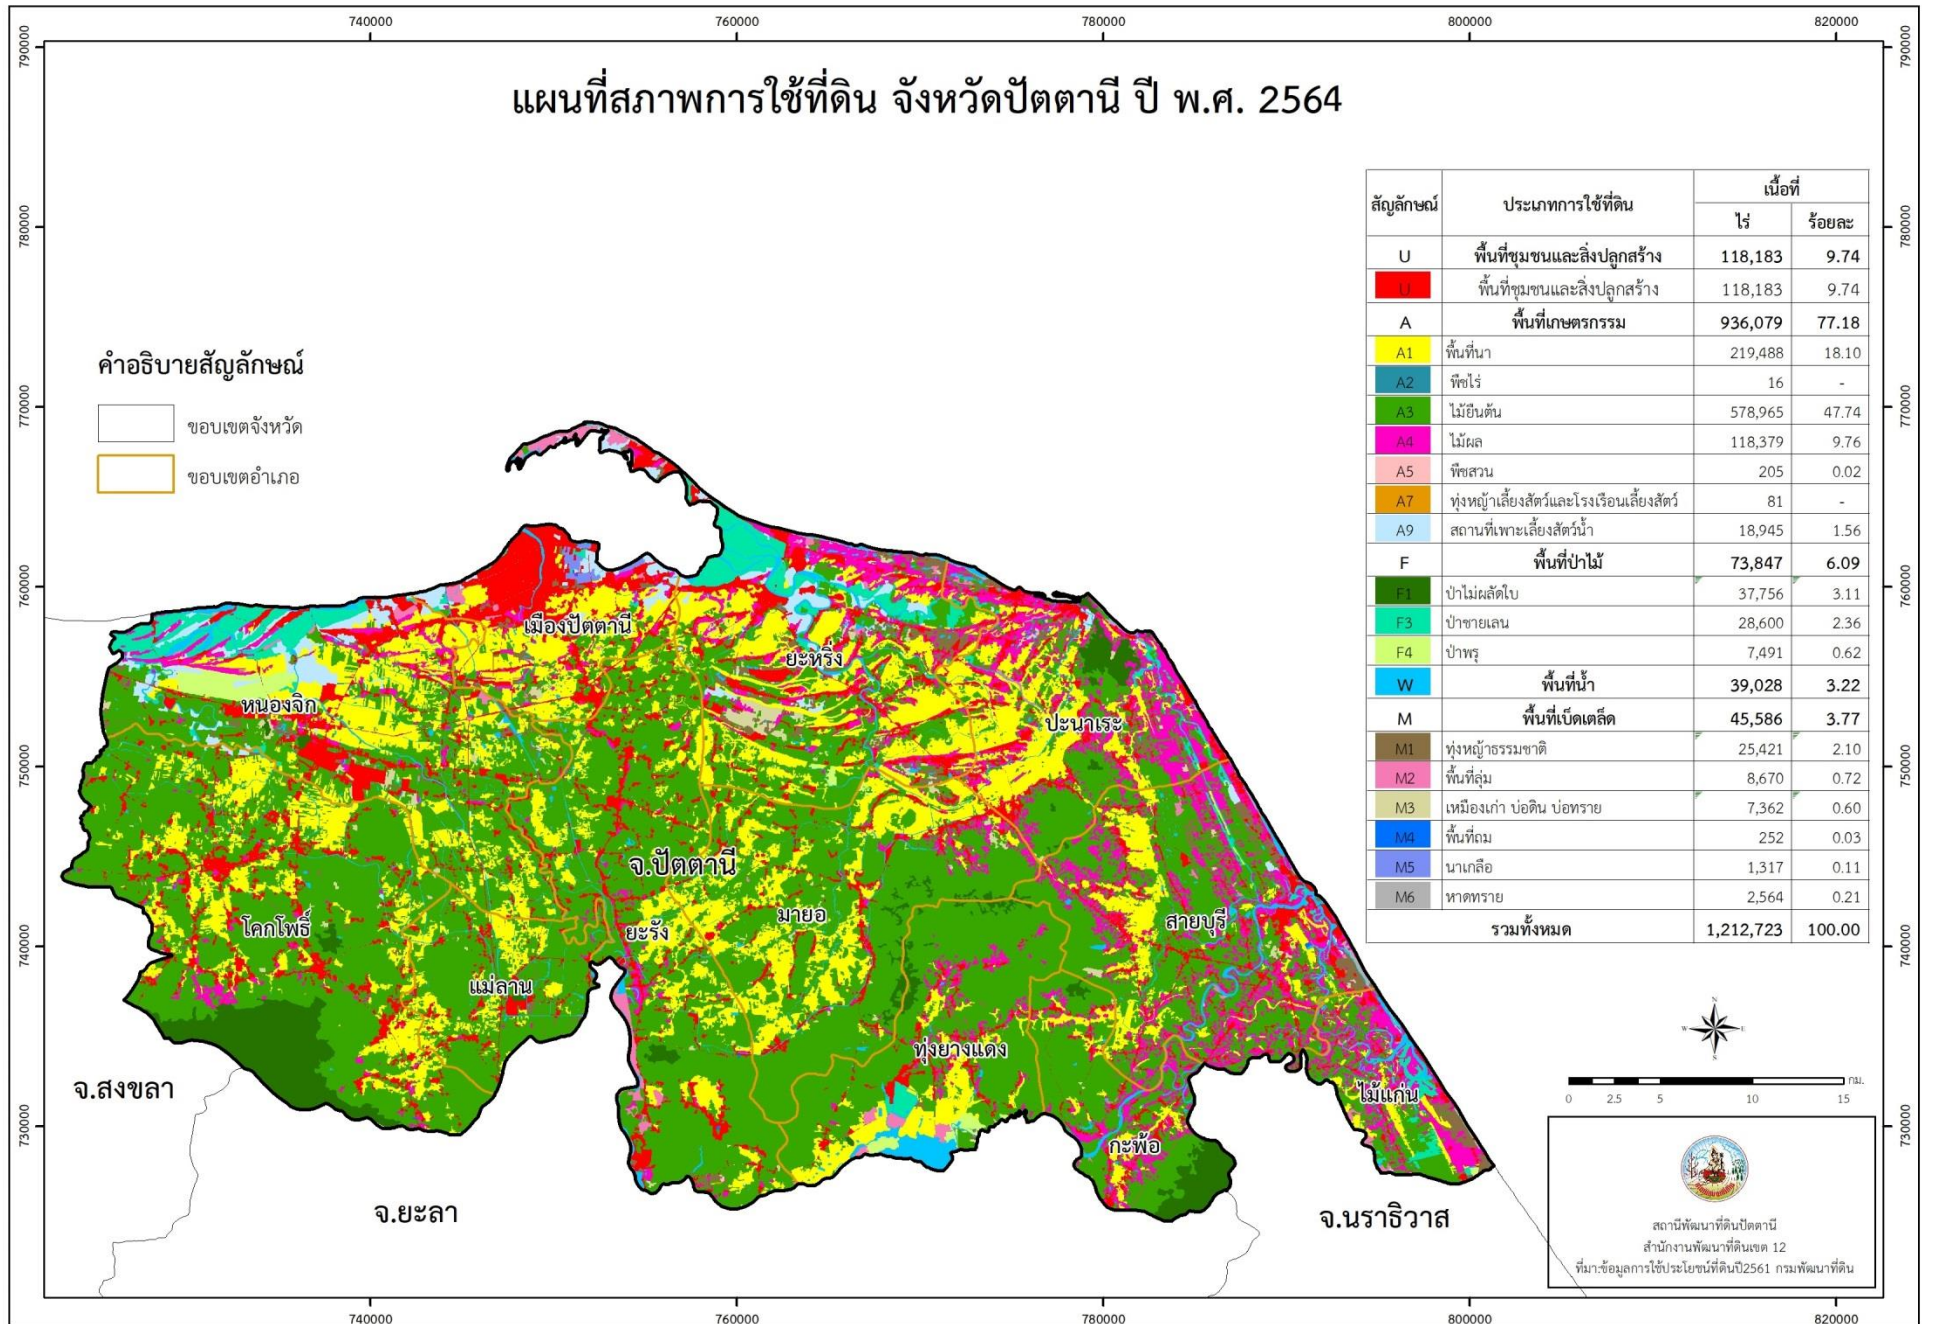 740000 760000 780000 800000 820000
790000 790000
แผนที่สภาพการใช้ที่ดิน จังหวัดปัตตานี ปี พ.ศ. 2564
สัญลักษณ์ ประเภทการใช้ที่ดิน เนื้อที่
ไร่ ร้อยละ
U พื้นที่ชุมชนและสิ่งปลูกสร้าง 118,183 9.74
U พื้นที่ชุมชนและสิ่งปลูกสร้าง 118,183 9.74
A พื้นที่เกษตรกรรม 936,079 77.18
A1 พื้นที่นา 219,488 18.10
A2 พืชไร่ 16 -
A3 ไม้ยืนต้น 578,965 47.74
A4 ไม้ผล 118,379 9.76
A5 พืชสวน 205 0.02
A7 ทุ่งหญ้าเลี้ยงสัตว์และโรงเรือนเลี้ยงสัตว์ 81 -
A9 สถานที่เพาะเลี้ยงสัตว์น้ำ 18,945 1.56
F พื้นที่ป่าไม้ 73,847 6.09
F1 ป่าไม่ผลัดใบ 37,756 3.11
F3 ป่าชายเลน 28,600 2.36
F4 ป่าพรุ 7,491 0.62
W พื้นที่น้ำ 39,028 3.22
M พื้นที่เบ็ดเตล็ด 45,586 3.77
M1 ทุ่งหญ้าธรรมชาติ 25,421 2.10
M2 พื้นที่ลุ่ม 8,670 0.72
M3 เหมืองเก่า บ่อดิน บ่อทราย 7,362 0.60
M4 พื้นที่ถม 252 0.03
M5 นาเกลือ 1,317 0.11
M6 หาดทราย 2,564 0.21
รวมทั้งหมด 1,212,723 100.00
780000 780000
คำอธิบายสัญลักษณ์
ขอบเขตจังหวัด
ขอบเขตอำเภอ
770000 770000
760000 760000
เมืองปัตตานี
ยะหริ่ง
หนองจิก
ปะนาเระ
750000 750000
จ.ปัตตานี
มายอ
สายบุรี
โคกโพธิ์
ยะรัง
740000 740000
แม่ลาน
ทุ่งยางแดง
จ.สงขลา
ไม้แก่น
730000 730000
กะพ้อ
จ.ยะลา
จ.นราธิวาส
N
W E
S
กม.
0 2.5 5 10 15
สถานีพัฒนาที่ดินปัตตานี
สำนักงานพัฒนาที่ดินเขต 12
ที่มา:ข้อมูลการใช้ประโยชน์ที่ดินปี2561 กรมพัฒนาที่ดิน
740000 760000 780000 800000 820000